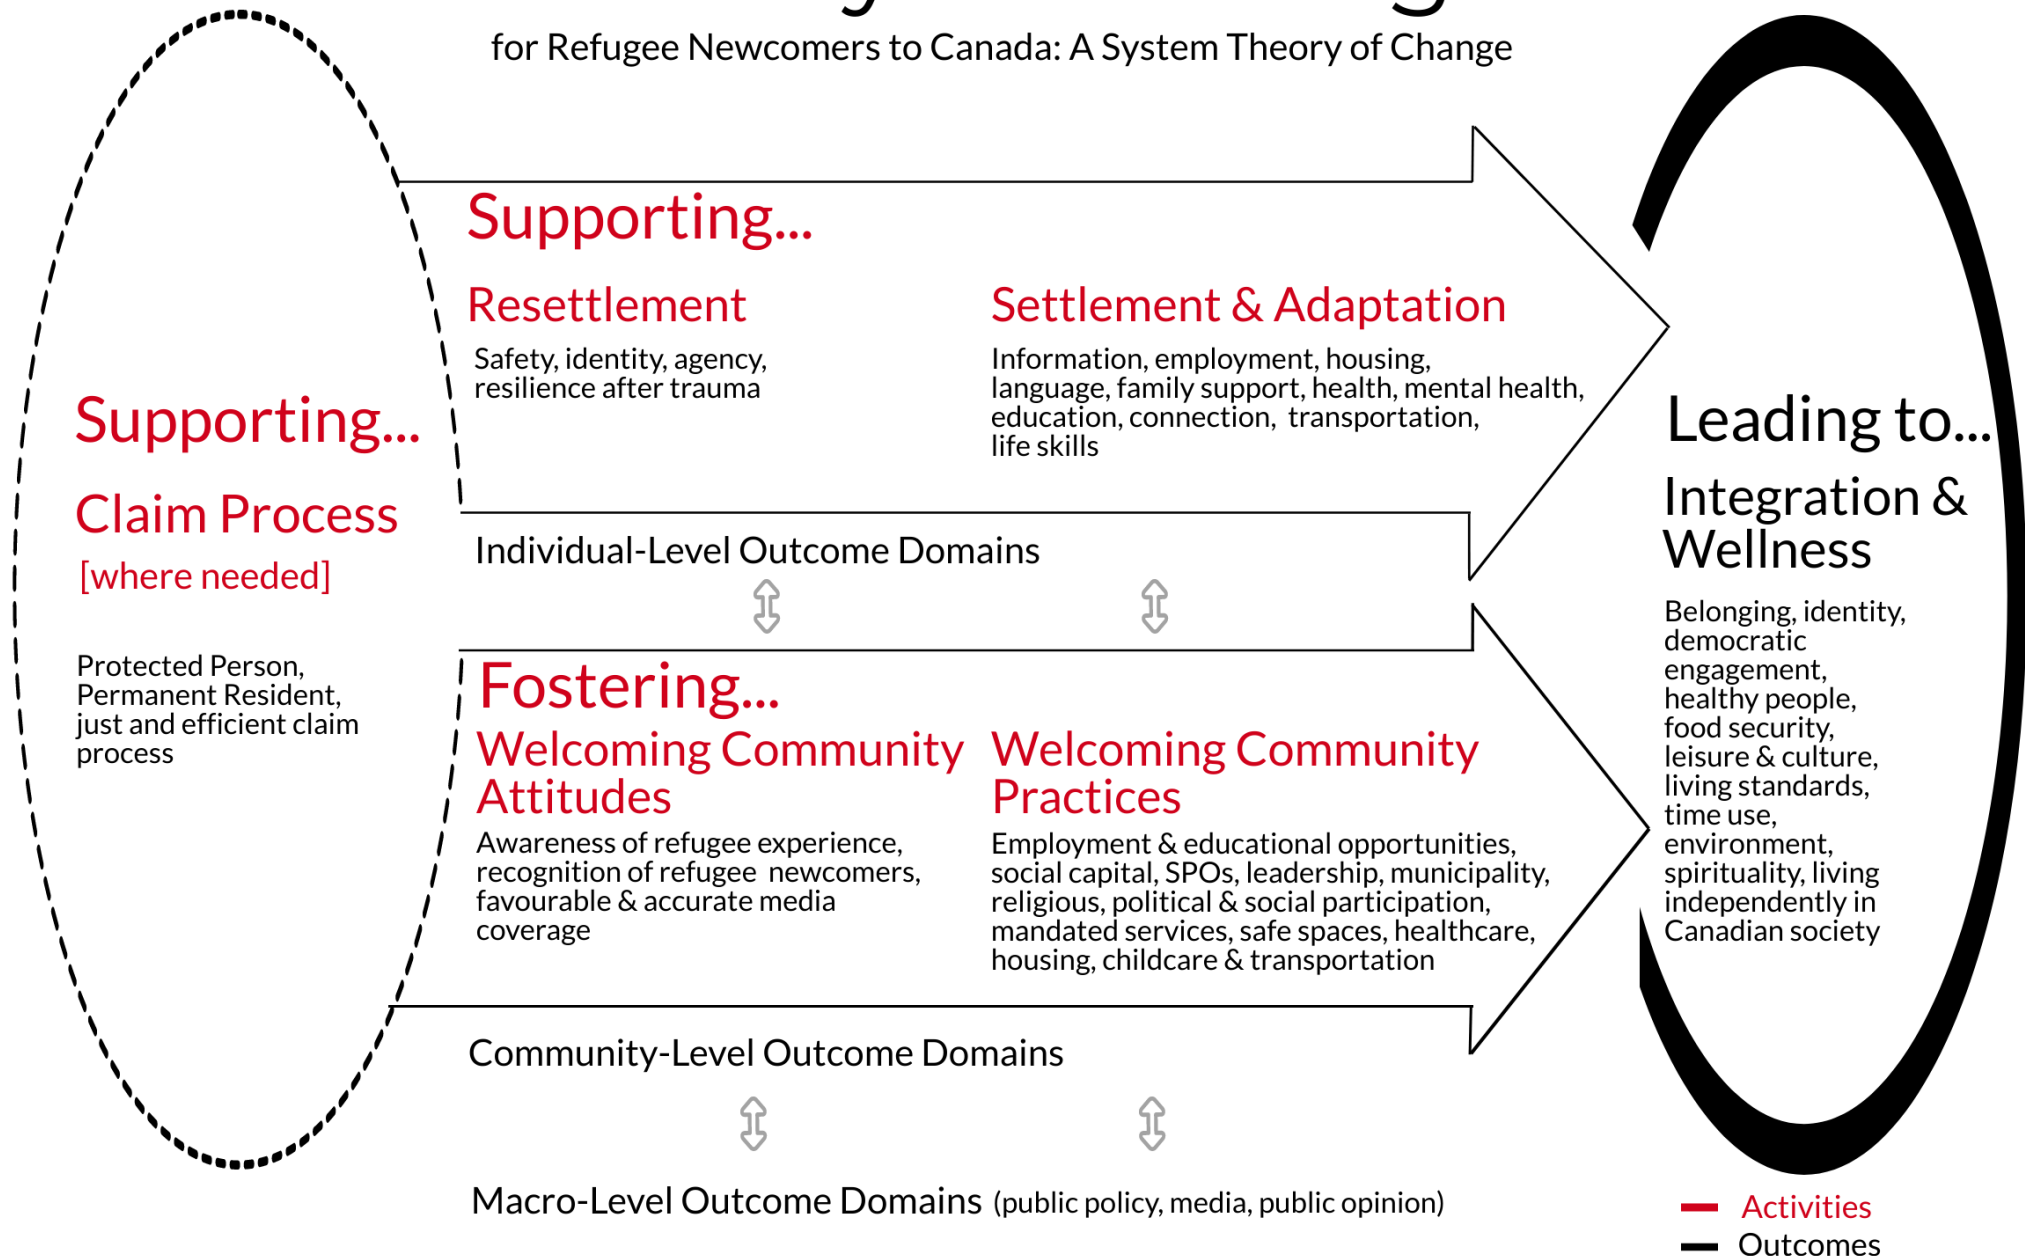 for Refugee Newcomers to Canada: A System Theory of Change
Supporting...
Claim Process
[where needed]
Protected Person,
Permanent Resident,
just and efficient claim
process
Supporting...
Resettlement
Safety, identity, agency,
resilience after trauma
Settlement & Adaptation
Information, employment, housing,
language, family support, health, mental health,
education, connection, transportation,
life skills
Individual-Level Outcome Domains
Fostering...
Welcoming Community
Attitudes
Awareness of refugee experience,
recognition of refugee newcomers,
favourable & accurate media
coverage
Welcoming Community
Practices
Employment & educational opportunities,
social capital, SPOs, leadership, municipality,
religious, political & social participation,
mandated services, safe spaces, healthcare,
housing, childcare & transportation
Community-Level Outcome Domains
Macro-Level Outcome Domains (public policy, media, public opinion)
Leading to...
Integration &
Wellness
Belonging, identity,
democratic
engagement,
healthy people,
food security,
leisure & culture,
living standards,
time use,
environment,
spirituality, living
independently in
Canadian society
Activities
Outcomes